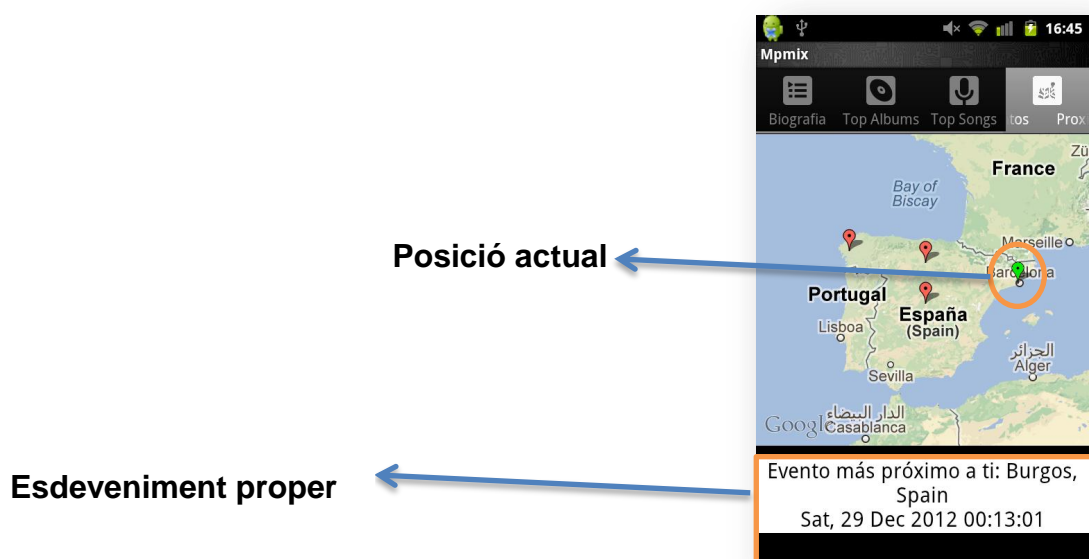 16:45
Mpmix
Biografia
Top Albums
Top Songs
tos
Prox
Zü
France
Bay of
Biscay
Marseille
Posició actual
Barcelona
Portugal
España
(Spain)
Lisboa
الجزائر
Alger
Sevilla
الدار البيضاء
Casablanca
Google
Esdeveniment proper
Evento más próximo a ti: Burgos,
Spain
Sat, 29 Dec 2012 00:13:01